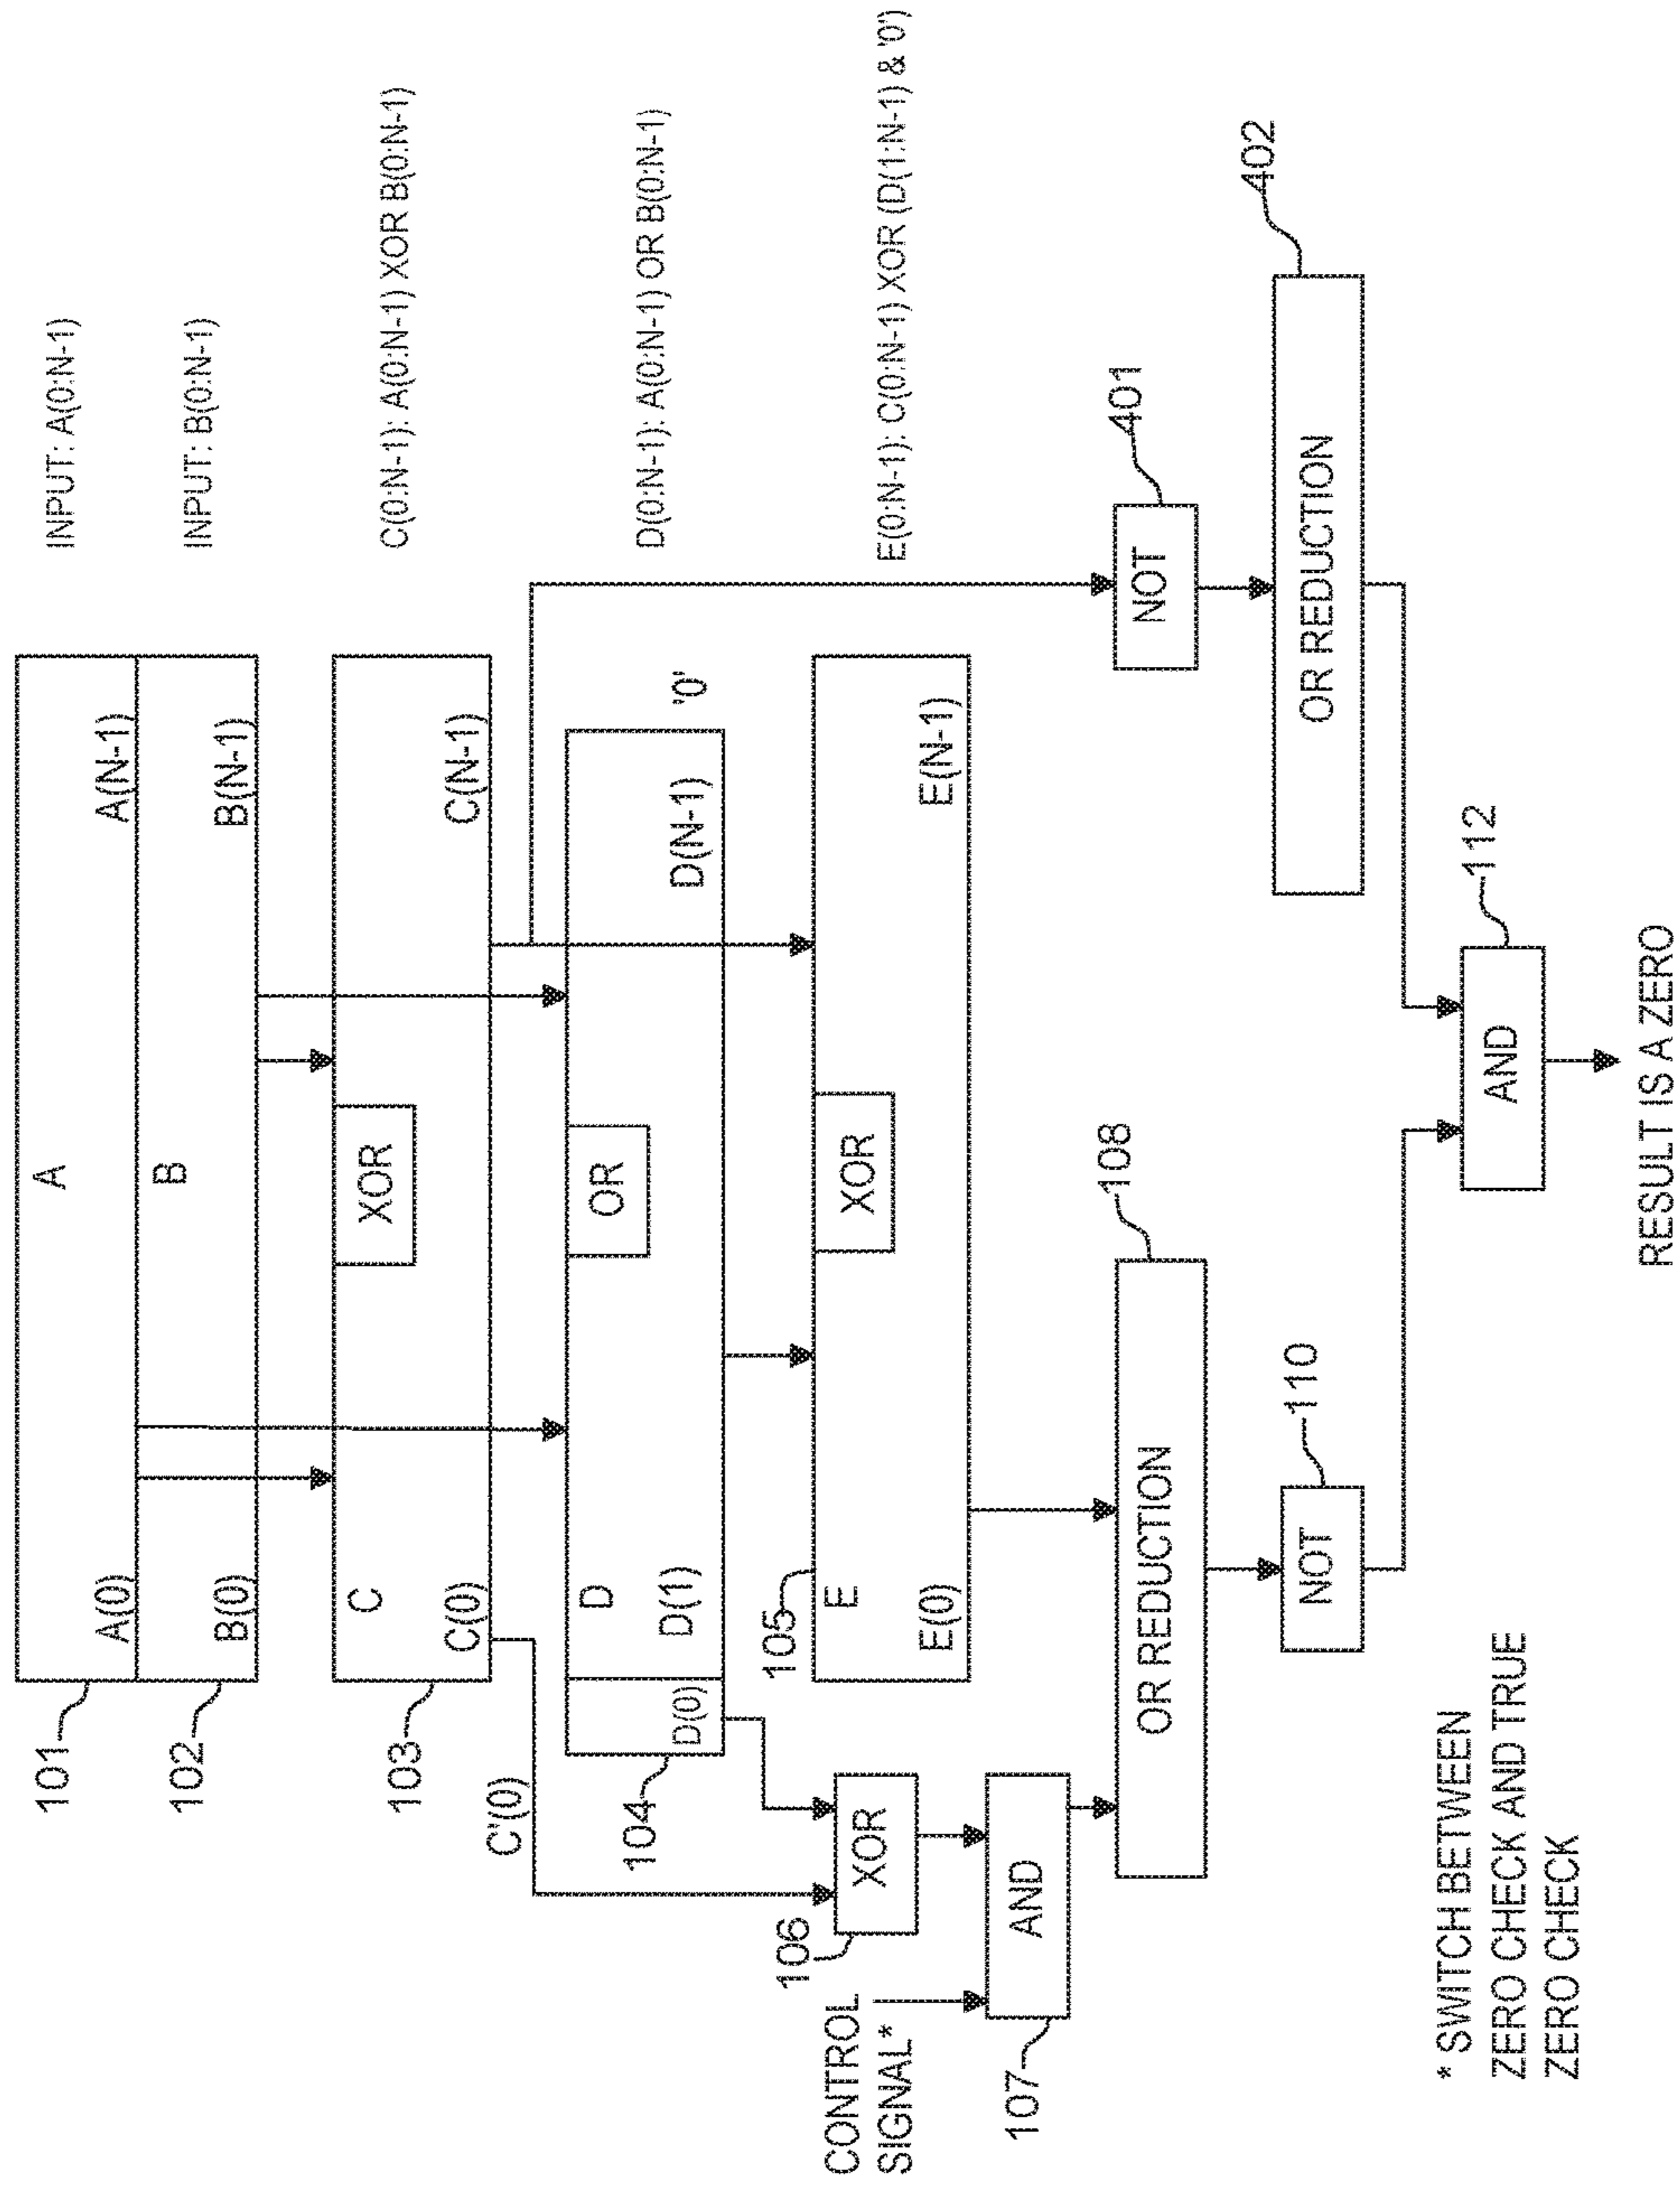 101
A(0)
A
A(N-1)
INPUT: A(0:N-1)
102
B(0)
B
B(N-1)
INPUT: B(0:N-1)
103
C
C(0)
XOR
C(N-1)
C(0:N-1): A(0:N-1) XOR B(0:N-1)
C'(0)
104
D(0)
D
D(1)
OR
D(N-1)
'0'
D(0:N-1): A(0:N-1) OR B(0:N-1)
105
E
E(0)
XOR
E(N-1)
E(0:N-1): C(0:N-1) XOR (D(1:N-1) & '0')
106
XOR
CONTROL
SIGNAL*
AND
107
OR REDUCTION
108
NOT
401
NOT
110
OR REDUCTION
402
AND
112
* SWITCH BETWEEN
ZERO CHECK AND TRUE
ZERO CHECK
RESULT IS A ZERO